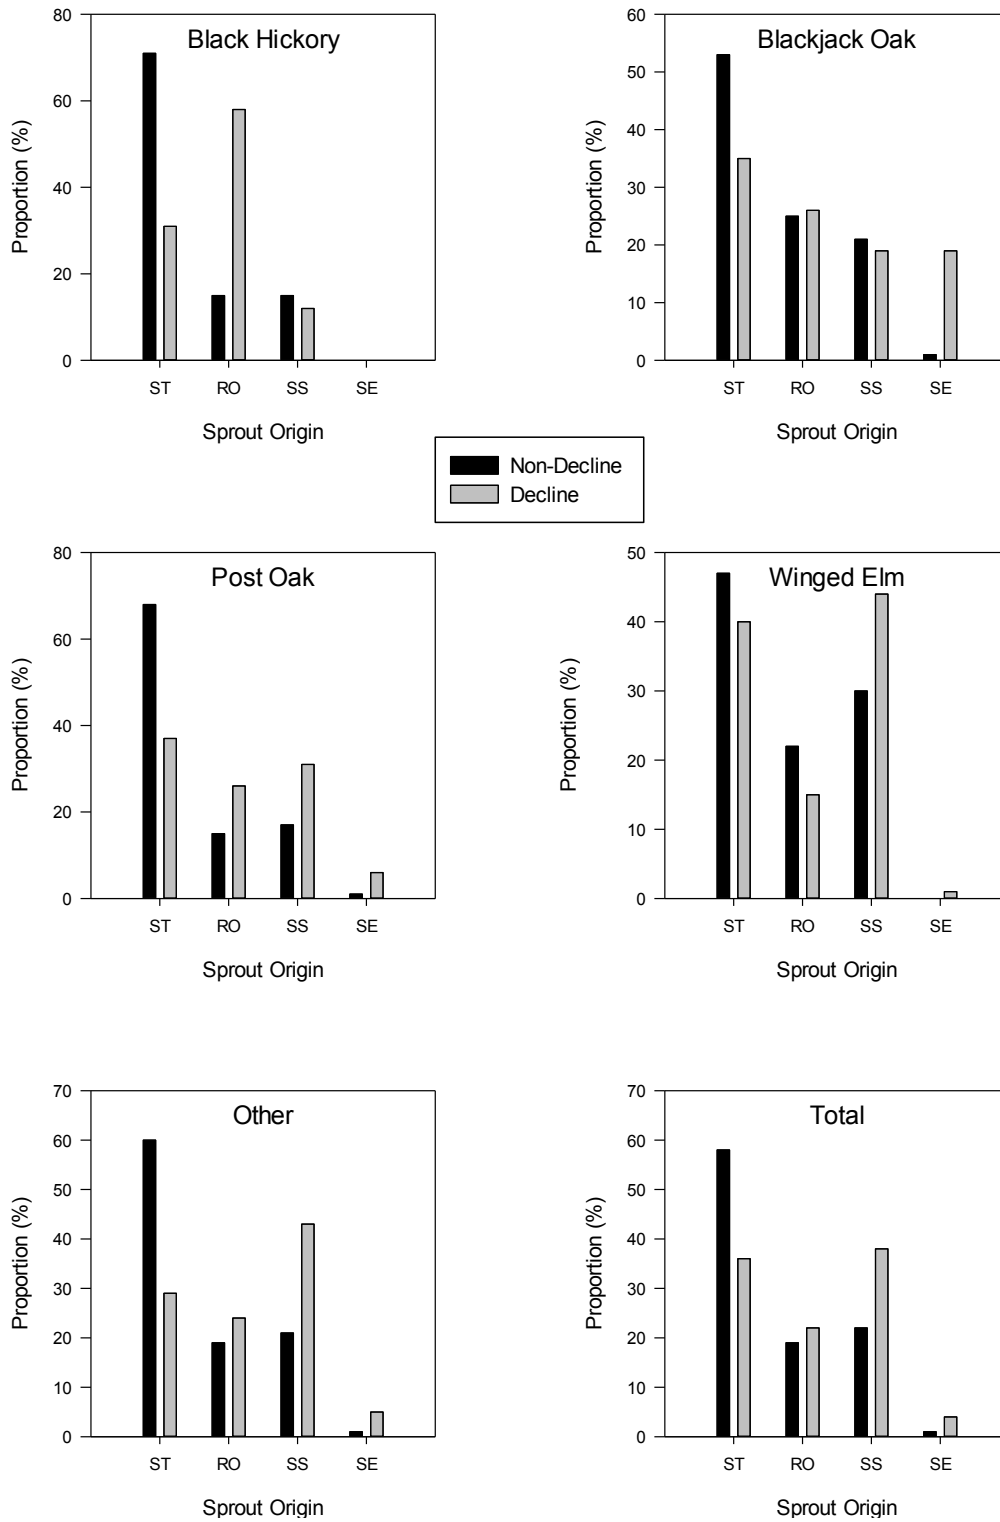 Black Hickory
Proportion (%)
80
60
40
20
0
ST RO SS SE
Sprout Origin
Blackjack Oak
Proportion (%)
60
50
40
30
20
10
0
ST RO SS SE
Sprout Origin
Non-Decline
Decline
Post Oak
Proportion (%)
80
60
40
20
0
ST RO SS SE
Sprout Origin
Winged Elm
Proportion (%)
50
40
30
20
10
0
ST RO SS SE
Sprout Origin
Other
Proportion (%)
70
60
50
40
30
20
10
0
ST RO SS SE
Sprout Origin
Total
Proportion (%)
70
60
50
40
30
20
10
0
ST RO SS SE
Sprout Origin